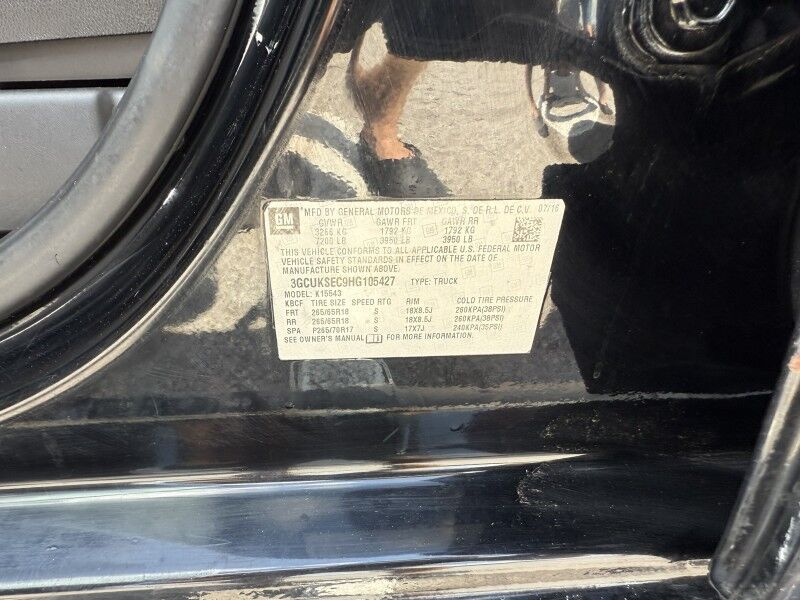 GM
MFD BY GENERAL MOTORS DE MEXICO, S. DE R.L. DE C.V. 07/16
GVWR GAWR FRT GAWR RR
3266 KG 1792 KG 1792 KG
7200 LB 3950 LB 3950 LB
THIS VEHICLE CONFORMS TO ALL APPLICABLE U.S. FEDERAL MOTOR
VEHICLE SAFETY STANDARDS IN EFFECT ON THE DATE OF
MANUFACTURE SHOWN ABOVE.
3GCUKSEC9HG105427 TYPE: TRUCK
MODEL: K15543
KBCF TIRE SIZE SPEED RTG RIM COLD TIRE PRESSURE
FRT 265/65R18 S 18X8.5J 260KPA(38PSI)
RR 265/65R18 S 18X8.5J 260KPA(38PSI)
SPA P265/70R17 S 17X7J 240KPA(35PSI)
SEE OWNER'S MANUAL FOR MORE INFORMATION.